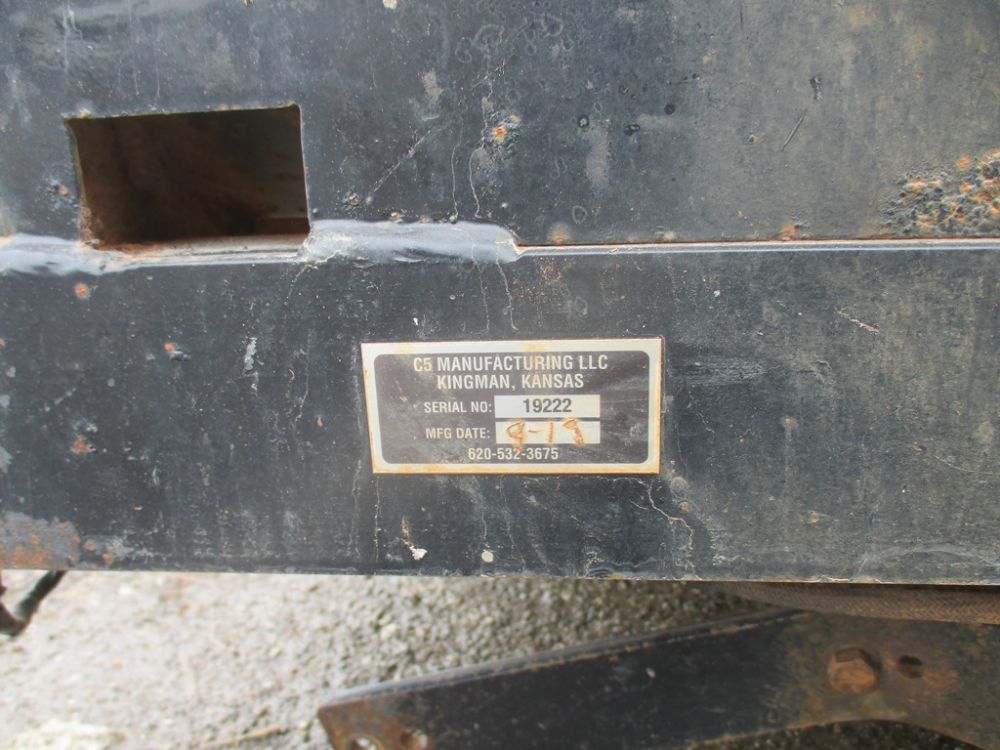 C5 MANUFACTURING LLC
KINGMAN, KANSAS
SERIAL NO: 19222
MFG DATE: 9-19
620-532-3675